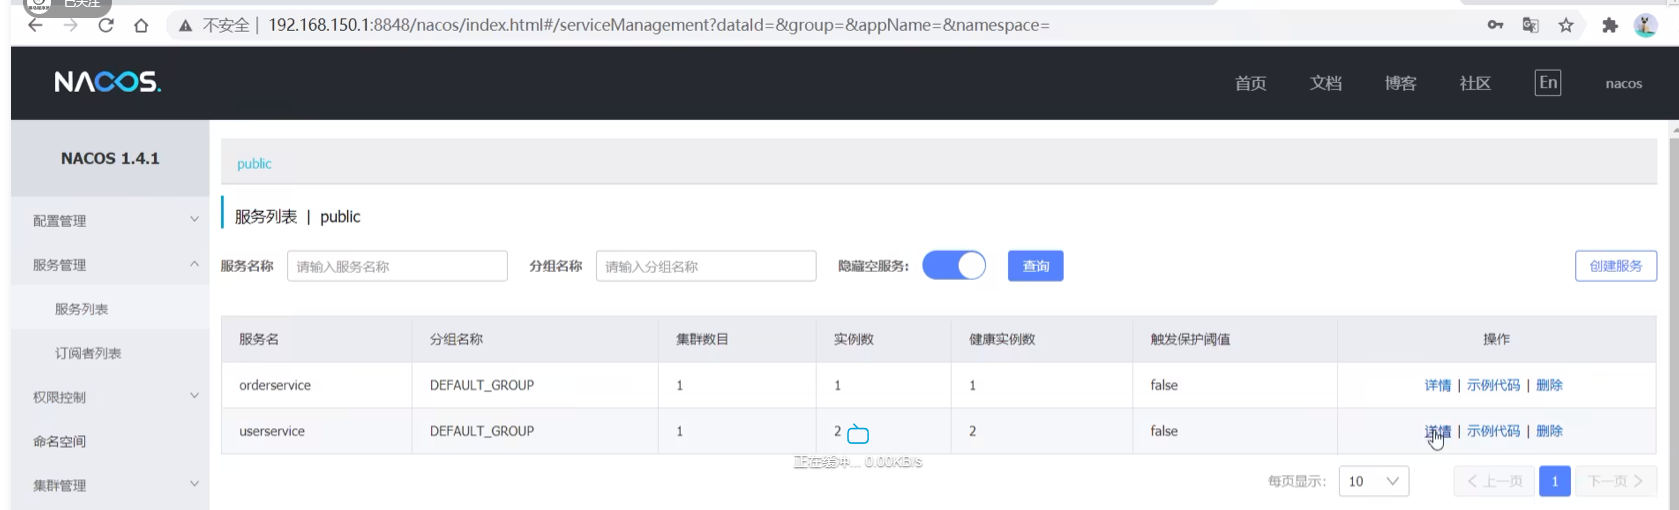 已关注
不安全 | 192.168.150.1:8848/nacos/index.html#/serviceManagement?dataId=&group=&appName=&namespace=
NACOS.
首页 文档 博客 社区 En nacos
NACOS 1.4.1
public
配置管理
服务列表 | public
服务管理
服务名称 请输入服务名称 分组名称 请输入分组名称 隐藏空服务: 查询 创建服务
服务列表
服务名 分组名称 集群数目 实例数 健康实例数 触发保护阈值 操作
订阅者列表
orderservice DEFAULT_GROUP 1 1 1 false 详情 | 示例代码 | 删除
权限控制
userservice DEFAULT_GROUP 1 2 2 false 详情 | 示例代码 | 删除
命名空间
正在缓冲... 0.00KB/s
集群管理
每页显示: 10 上一页 1 下一页